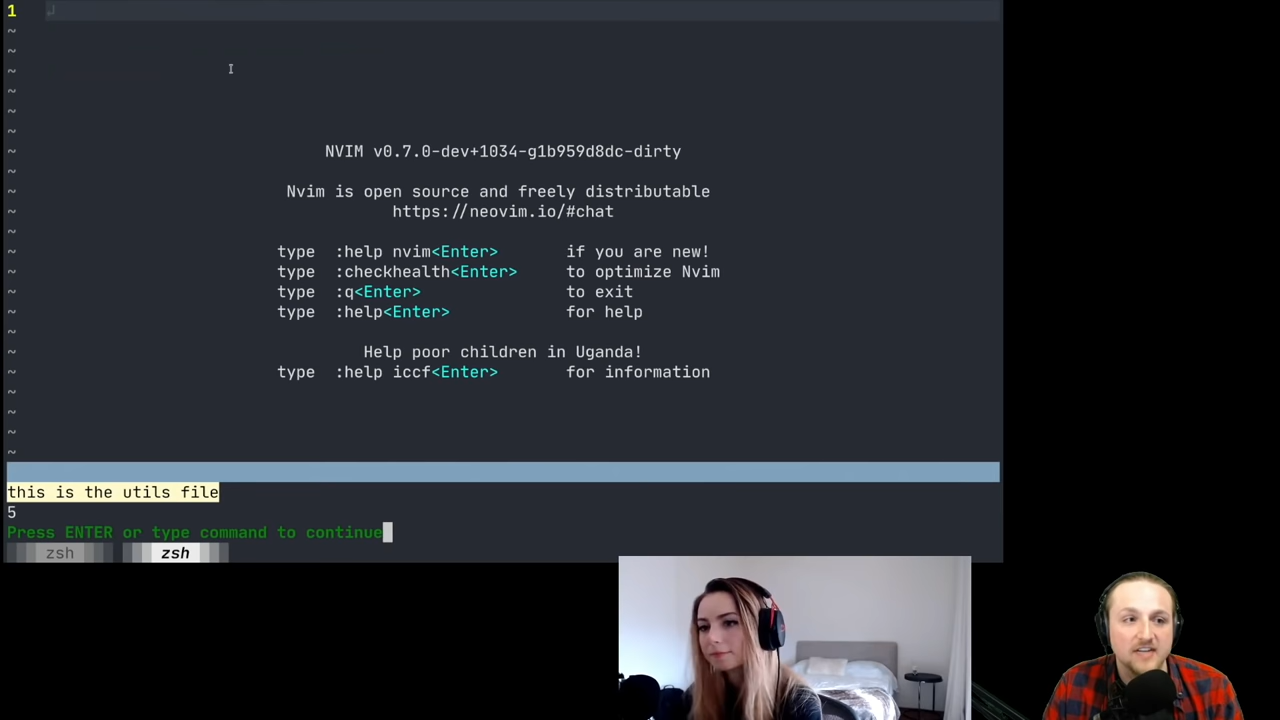 1
~
~
~
~
~
~
NVIM v0.7.0-dev+1034-g1b959d8dc-dirty
~
~
Nvim is open source and freely distributable
~
https://neovim.io/#chat
~
~
type :help nvim<Enter> if you are new!
~
type :checkhealth<Enter> to optimize Nvim
~
type :q<Enter> to exit
~
type :help<Enter> for help
~
~
Help poor children in Uganda!
~
type :help iccf<Enter> for information
~
~
~
~
this is the utils file
5
Press ENTER or type command to continue
zsh zsh